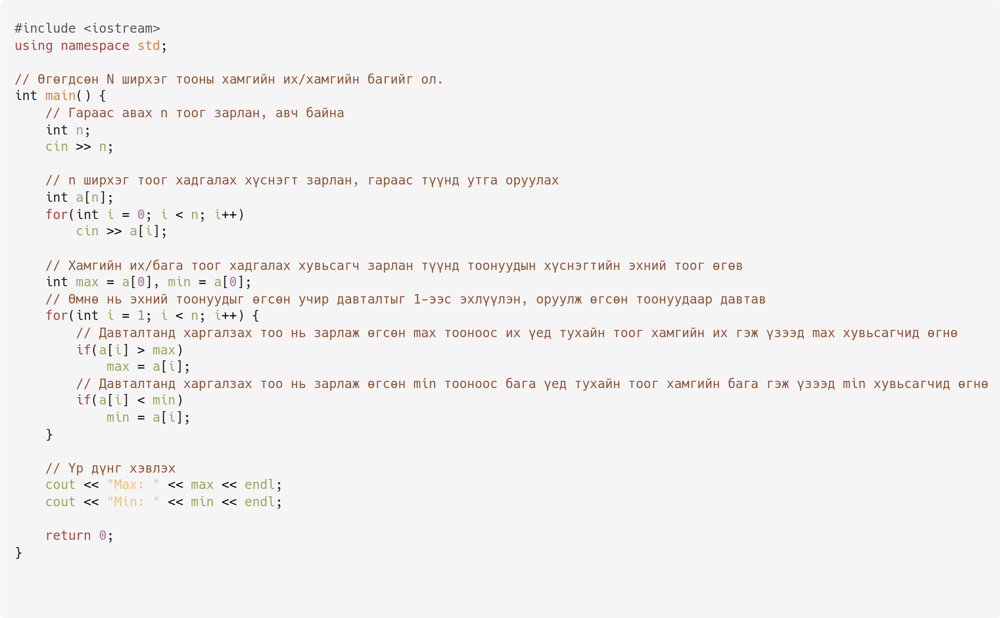 #include <iostream>
using namespace std;
// Өгөгдсөн N ширхэг тооны хамгийн их/хамгийн багийг ол.
int main() {
// Гараас авах n тоог зарлан, авч байна
int n;
cin >> n;
// n ширхэг тоог хадгалах хүснэгт зарлан, гараас түүнд утга оруулах
int a[n];
for(int i = 0; i < n; i++)
cin >> a[i];
// Хамгийн их/бага тоог хадгалах хувьсагч зарлан түүнд тоонуудын хүснэгтийн эхний тоог өгөв
int max = a[0], min = a[0];
// Өмнө нь эхний тоонуудыг өгсөн учир давталтыг 1-ээс эхлүүлэн, оруулж өгсөн тоонуудаар давтав
for(int i = 1; i < n; i++) {
// Давталтанд харгалзах тоо нь зарлаж өгсөн max тооноос их үед тухайн тоог хамгийн их гэж үзээд max хувьсагчид өгнө
if(a[i] > max)
max = a[i];
// Давталтанд харгалзах тоо нь зарлаж өгсөн min тооноос бага үед тухайн тоог хамгийн бага гэж үзээд min хувьсагчид өгнө
if(a[i] < min)
min = a[i];
}
// Үр дүнг хэвлэх
cout << "Max: " << max << endl;
cout << "Min: " << min << endl;
return 0;
}